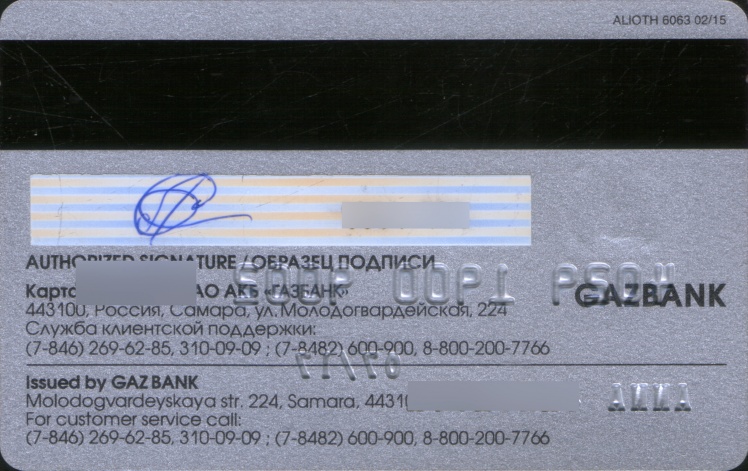 ALIOTH 6063 02/15
AUTHORIZED SIGNATURE / ОБРАЗЕЦ ПОДПИСИ
АО АКБ «ГАЗБАНК»
GAZBANK
443100, Россия, Самара, ул. Молодогвардейская, 224
Служба клиентской поддержки:
(7-846) 269-62-85, 310-09-09 ; (7-8482) 600-900, 8-800-200-7766
Issued by GAZ BANK
Molodogvardeyskaya str. 224, Samara,
For customer service call:
(7-846) 269-62-85, 310-09-09 ; (7-8482) 600-900, 8-800-200-7766